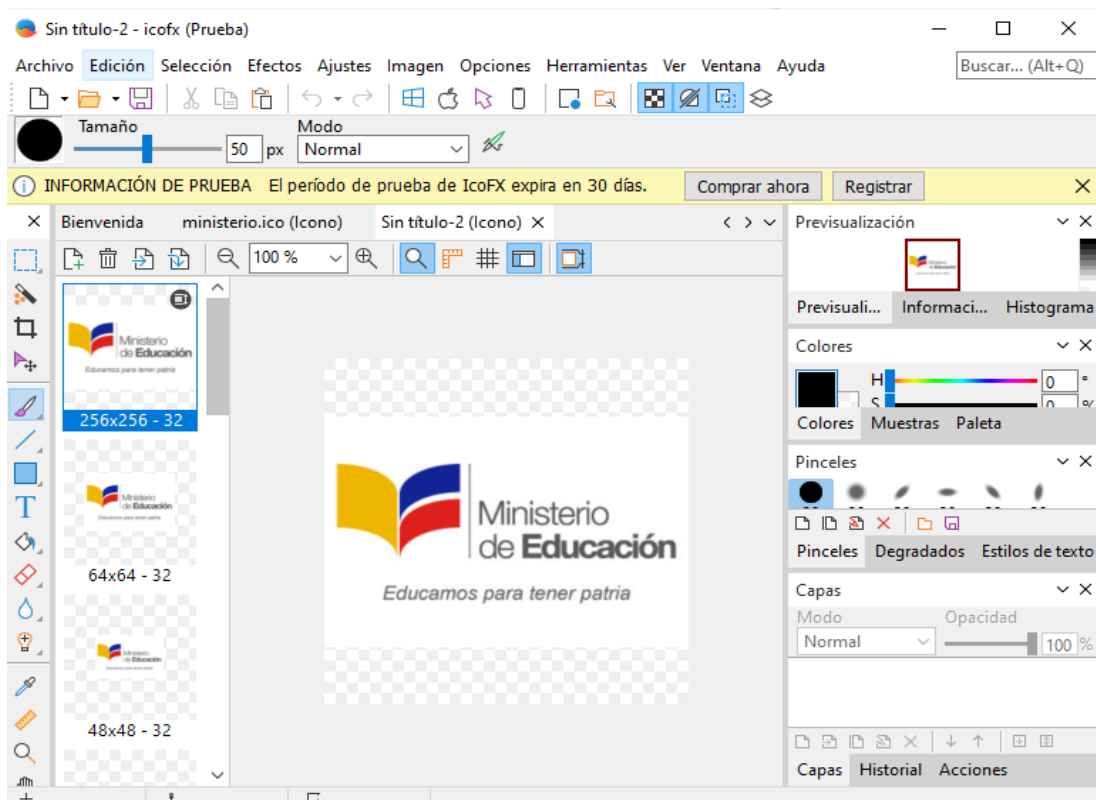 Sin título-2 - icofx (Prueba)
Archivo Edición Selección Efectos Ajustes Imagen Opciones Herramientas Ver Ventana Ayuda
Buscar... (Alt+Q)
Tamaño
50 px
Modo
Normal
INFORMACIÓN DE PRUEBA El período de prueba de IcoFX expira en 30 días. Comprar ahora Registrar
Bienvenida ministerio.ico (Icono) Sin título-2 (Icono)
100 %
Ministerio
de Educación
Educamos para tener patria
256x256 - 32
Ministerio
de Educación
64x64 - 32
48x48 - 32
Ministerio
de Educación
Educamos para tener patria
Previsualización
Previsuali... Informaci... Histograma
Colores
H 0 °
S 0 %
Colores Muestras Paleta
Pinceles
Pinceles Degradados Estilos de texto
Capas
Modo Opacidad
Normal 100 %
Capas Historial Acciones